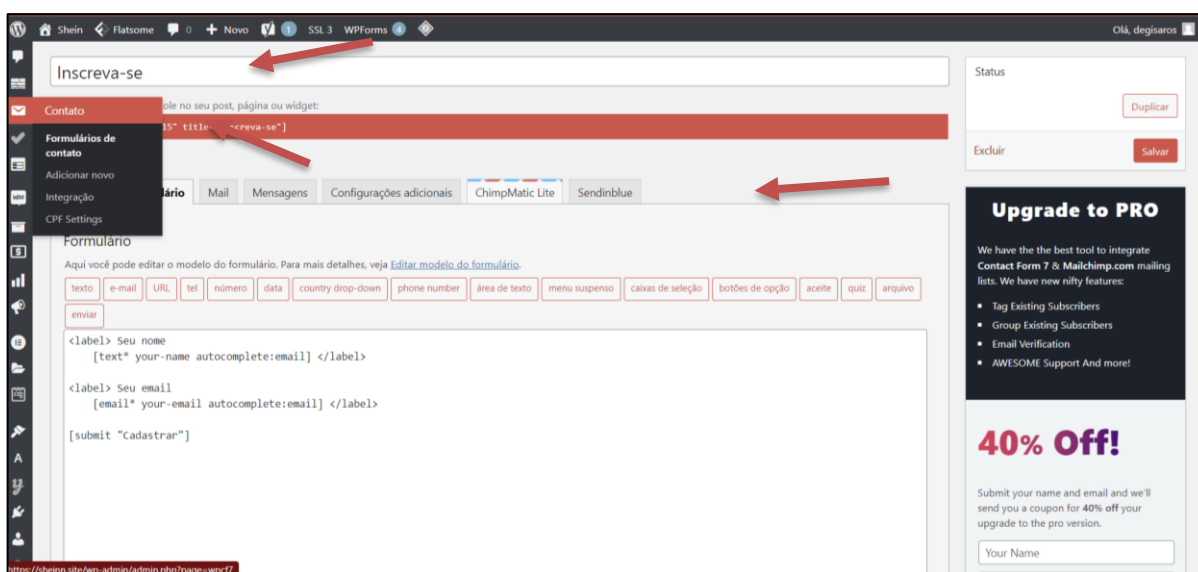 Shein Flatsome 0 + Novo 1 SSL 3 WPForms 4 Olá, degisaros
Inscreva-se
Status
Duplicar
Excluir
Salvar
Contato
ole no seu post, página ou widget:
15" title= creva-se"]
Formulários de
contato
Adicionar novo
Integração
CPF Settings
lário Mail Mensagens Configurações adicionais ChimpMatic Lite Sendinblue
Formulário
Aqui você pode editar o modelo do formulário. Para mais detalhes, veja Editar modelo do formulário.
texto e-mail URL tel número data country drop-down phone number área de texto menu suspenso caixas de seleção botões de opção aceite quiz arquivo
enviar
<label> Seu nome
[text* your-name autocomplete:email] </label>
<label> Seu email
[email* your-email autocomplete:email] </label>
[submit "Cadastrar"]
Upgrade to PRO
We have the the best tool to integrate
Contact Form 7 & Mailchimp.com mailing
lists. We have new nifty features:
Tag Existing Subscribers
Group Existing Subscribers
Email Verification
AWESOME Support And more!
40% Off!
Submit your name and email and we'll
send you a coupon for 40% off your
upgrade to the pro version.
Your Name
https://sheinn.site/wp-admin/admin.php?page=wpcf7